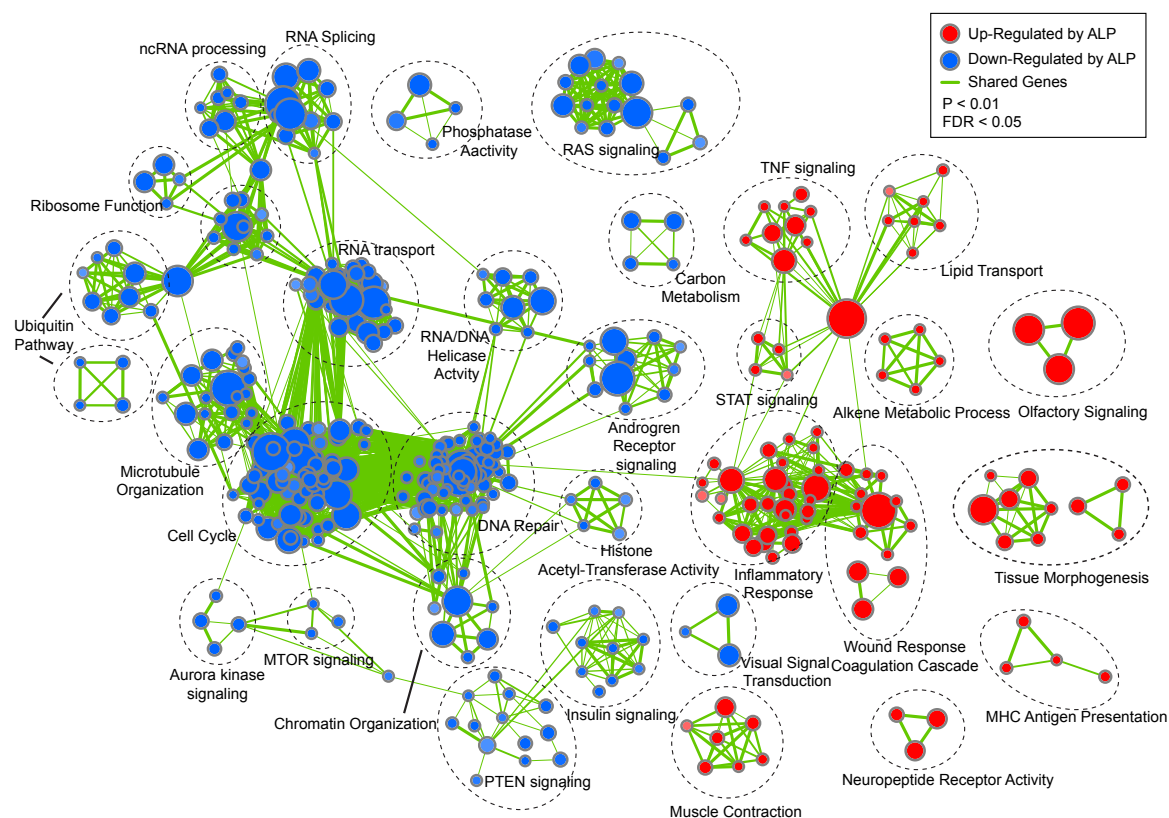 RNA Splicing
ncRNA processing
Up-Regulated by ALP
Down-Regulated by ALP
Shared Genes
P < 0.01
FDR < 0.05
Phosphatase
Aactivity
RAS signaling
TNF signaling
Ribosome Function
RNA transport
Carbon
Metabolism
Lipid Transport
Ubiquitin
Pathway
RNA/DNA
Helicase
Actvity
STAT signaling
Alkene Metabolic Process
Olfactory Signaling
Androgren
Receptor
signaling
Microtubule
Organization
Cell Cycle
DNA Repair
Histone
Acetyl-Transferase Activity
Inflammatory
Response
Tissue Morphogenesis
Wound Response
Coagulation Cascade
Aurora kinase
signaling
MTOR signaling
Visual Signal
Transduction
Chromatin Organization
Insulin signaling
MHC Antigen Presentation
PTEN signaling
Neuropeptide Receptor Activity
Muscle Contraction